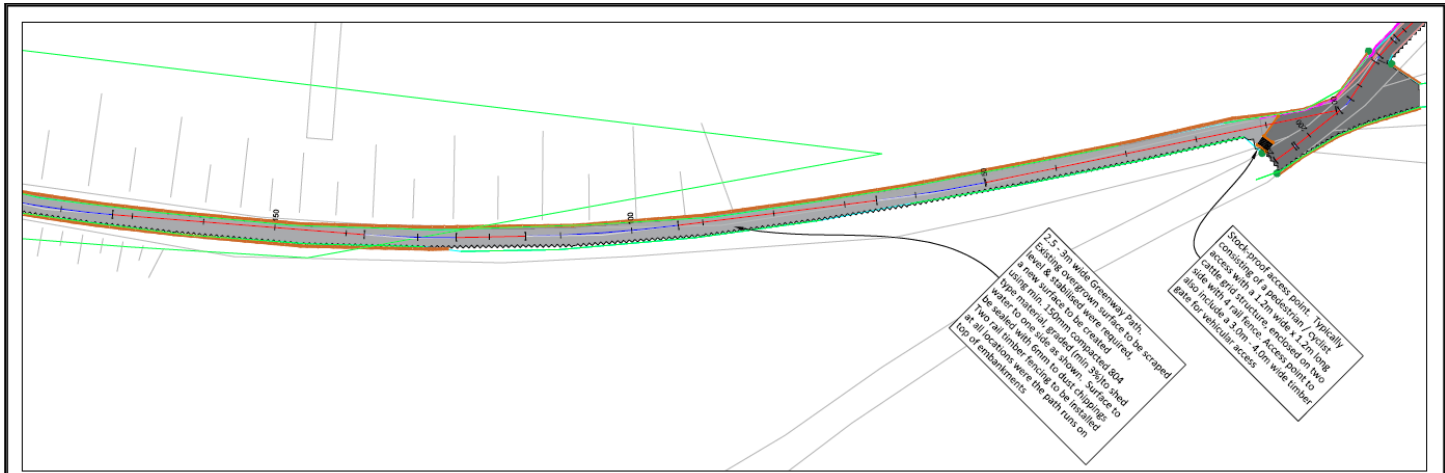 150
100
50
2.5 - 3m wide Greenway Path.
Existing overgrown surface to be scraped
level & stabilised were required,
a new surface to be created
using min. 150mm compacted 804
type material, graded (min 3%)to shed
water to one side as shown. Surface to
be sealed with 6mm to dust chippings
Two rail timber fencing to be installed
at all locations were the path runs on
top of embankments
Stock-proof access point. Typically
consisting of a pedestrian / cyclist
access with a 1.2m wide x 1.2m long
cattle grid structure, enclosed on two
side with 4 rail fence. Access point to
also include a 3.0m - 4.0m wide timber
gate for vehicular access